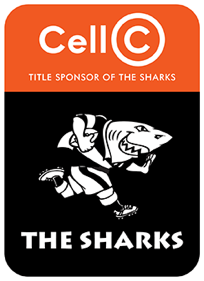 Cell C
TITLE SPONSOR OF THE SHARKS
THE SHARKS